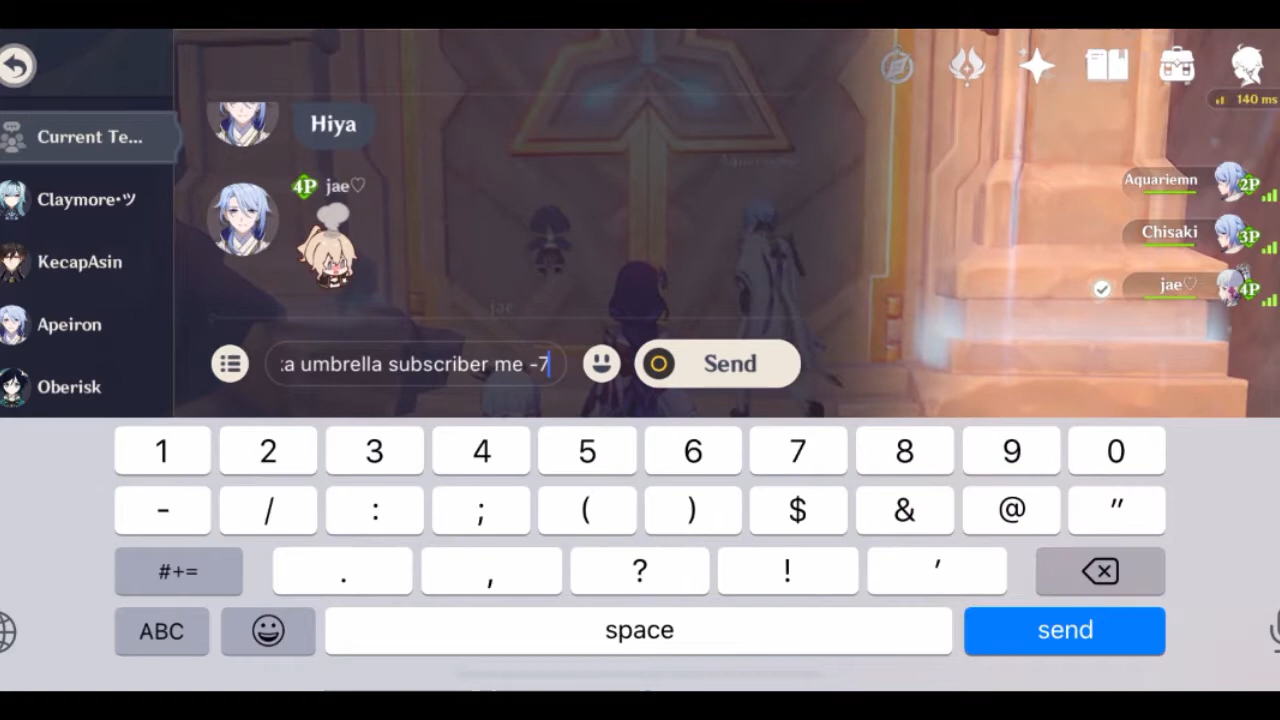 140 ms
Hiya
Current Te...
Aquariemn
2P
4P jae♡
Claymore•ツ
Chisaki
3P
KecapAsin
jae♡
4P
jae
Apeiron
:a umbrella subscriber me -7
Send
Oberisk
1 2 3 4 5 6 7 8 9 0
- / : ; ( ) $ & @ "
#+= . , ? ! '
ABC space send